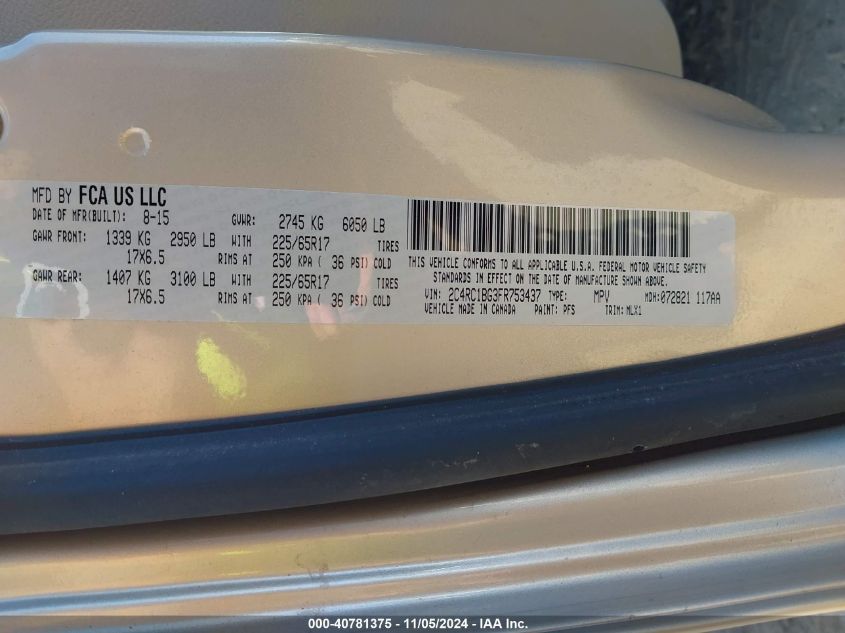 MFD BY FCA US LLC
DATE OF MFR(BUILT): 8-15 GVWR: 2745 KG 6050 LB
GAWR FRONT: 1339 KG 2950 LB WITH 225/65R17 TIRES
17X6.5 RIMS AT 250 KPA ( 36 PSI) COLD
GAWR REAR: 1407 KG 3100 LB WITH 225/65R17 TIRES
17X6.5 RIMS AT 250 KPA ( 36 PSI) COLD
THIS VEHICLE CONFORMS TO ALL APPLICABLE U.S.A. FEDERAL MOTOR VEHICLE SAFETY
STANDARDS IN EFFECT ON THE DATE OF MANUFACTURE SHOWN ABOVE.
VIN: 2C4RC1BG3FR753437 TYPE: MPV MDH:072821 117AA
VEHICLE MADE IN CANADA PAINT: PFS TRIM: MLX1
000-40781375 - 11/05/2024 - IAA Inc.